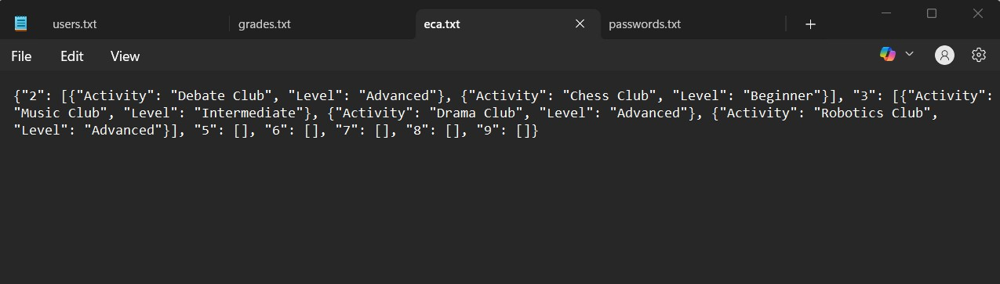 users.txt
grades.txt
eca.txt
passwords.txt
File
Edit
View
{"2": [{"Activity": "Debate Club", "Level": "Advanced"}, {"Activity": "Chess Club", "Level": "Beginner"}], "3": [{"Activity":
"Music Club", "Level": "Intermediate"}, {"Activity": "Drama Club", "Level": "Advanced"}, {"Activity": "Robotics Club",
"Level": "Advanced"}], "5": [], "6": [], "7": [], "8": [], "9": []}